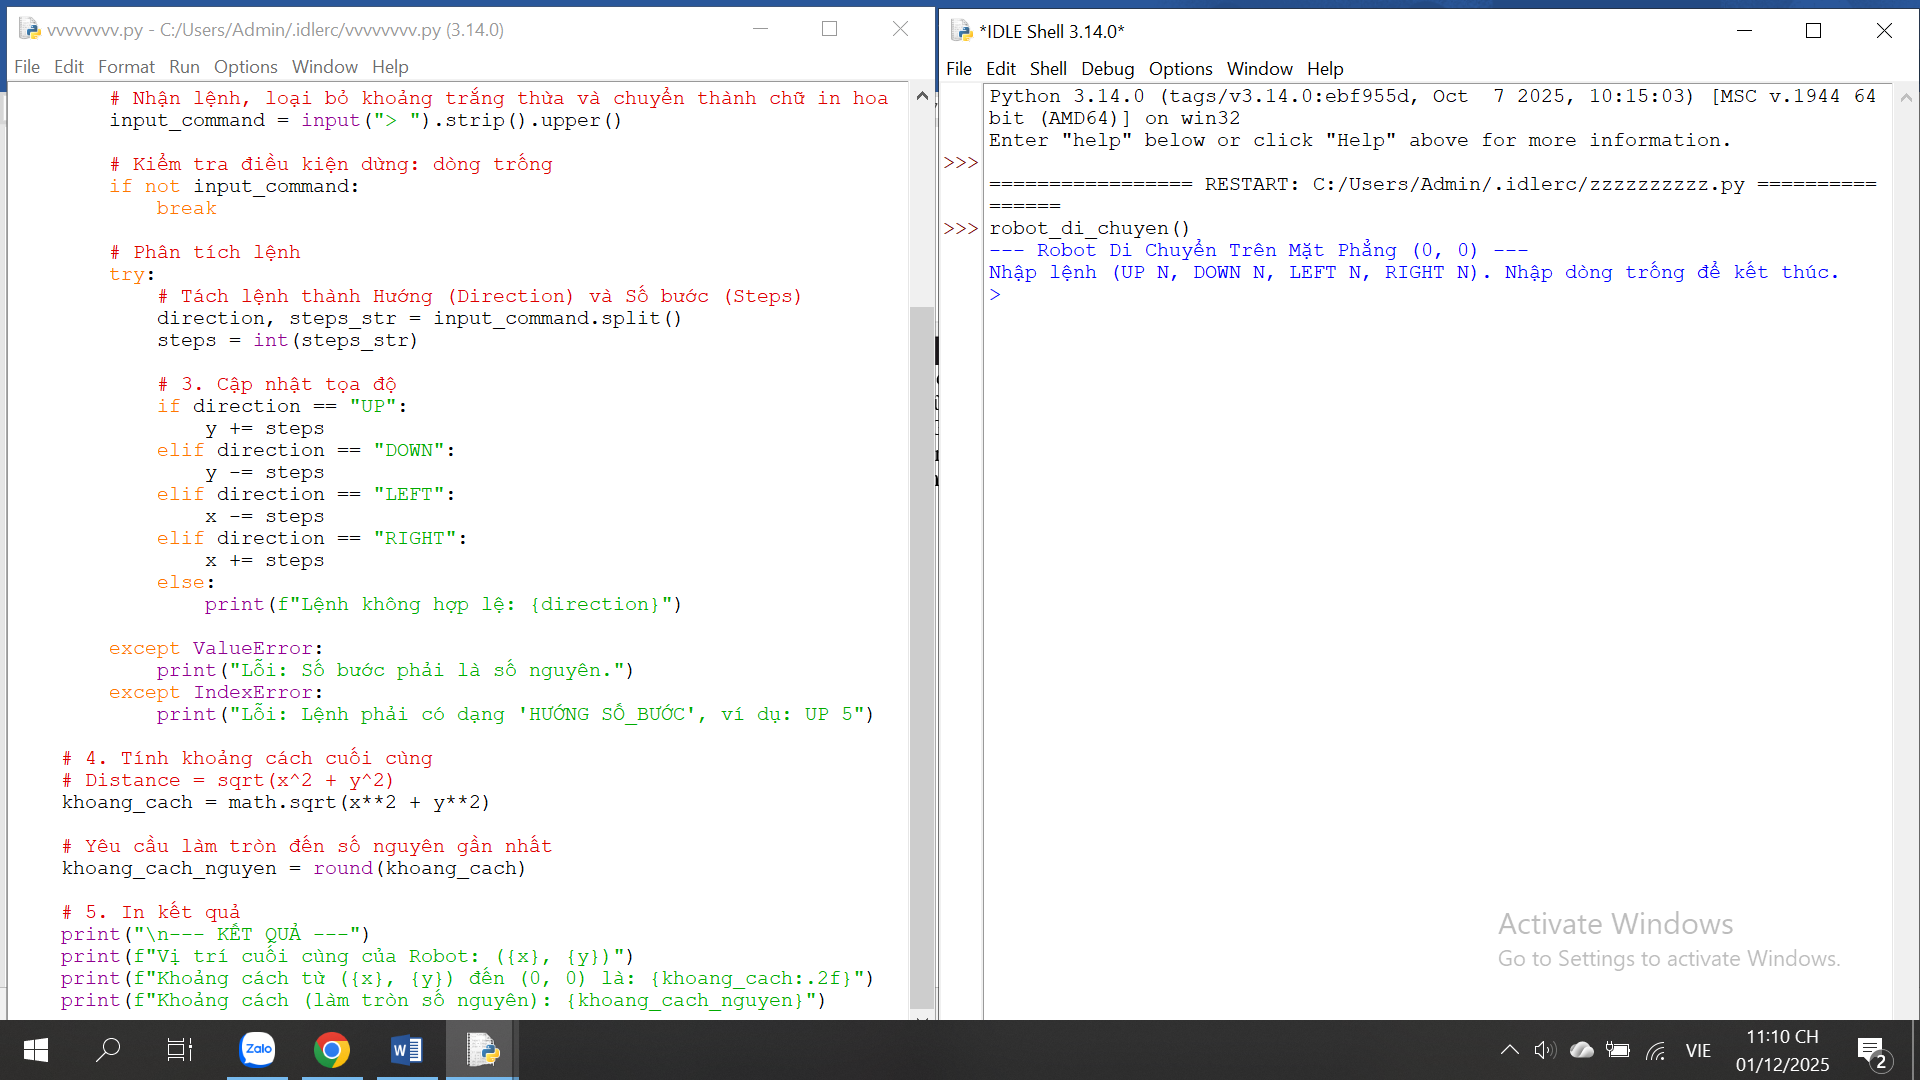 vvvvvvvv.py - C:/Users/Admin/.idlerc/vvvvvvvv.py (3.14.0)
File Edit Format Run Options Window Help
# Nhận lệnh, loại bỏ khoảng trắng thừa và chuyển thành chữ in hoa
input_command = input("> ").strip().upper()
# Kiểm tra điều kiện dừng: dòng trống
if not input_command:
break
# Phân tích lệnh
try:
# Tách lệnh thành Hướng (Direction) và Số bước (Steps)
direction, steps_str = input_command.split()
steps = int(steps_str)
# 3. Cập nhật tọa độ
if direction == "UP":
y += steps
elif direction == "DOWN":
y -= steps
elif direction == "LEFT":
x -= steps
elif direction == "RIGHT":
x += steps
else:
print(f"Lệnh không hợp lệ: {direction}")
except ValueError:
print("Lỗi: Số bước phải là số nguyên.")
except IndexError:
print("Lỗi: Lệnh phải có dạng 'HƯỚNG SỐ_BƯỚC', ví dụ: UP 5")
# 4. Tính khoảng cách cuối cùng
# Distance = sqrt(x^2 + y^2)
khoang_cach = math.sqrt(x**2 + y**2)
# Yêu cầu làm tròn đến số nguyên gần nhất
khoang_cach_nguyen = round(khoang_cach)
# 5. In kết quả
print("\n--- KẾT QUẢ ---")
print(f"Vị trí cuối cùng của Robot: ({x}, {y})")
print(f"Khoảng cách từ ({x}, {y}) đến (0, 0) là: {khoang_cach:.2f}")
print(f"Khoảng cách (làm tròn số nguyên): {khoang_cach_nguyen}")
*IDLE Shell 3.14.0*
File Edit Shell Debug Options Window Help
Python 3.14.0 (tags/v3.14.0:ebf955d, Oct  7 2025, 10:15:03) [MSC v.1944 64
bit (AMD64)] on win32
Enter "help" below or click "Help" above for more information.
>>>
================= RESTART: C:/Users/Admin/.idlerc/zzzzzzzzzz.py ==========
======
>>> robot_di_chuyen()
--- Robot Di Chuyển Trên Mặt Phẳng (0, 0) ---
Nhập lệnh (UP N, DOWN N, LEFT N, RIGHT N). Nhập dòng trống để kết thúc.
>
Activate Windows
Go to Settings to activate Windows.
Zalo
VIE
11:10 CH
01/12/2025
2